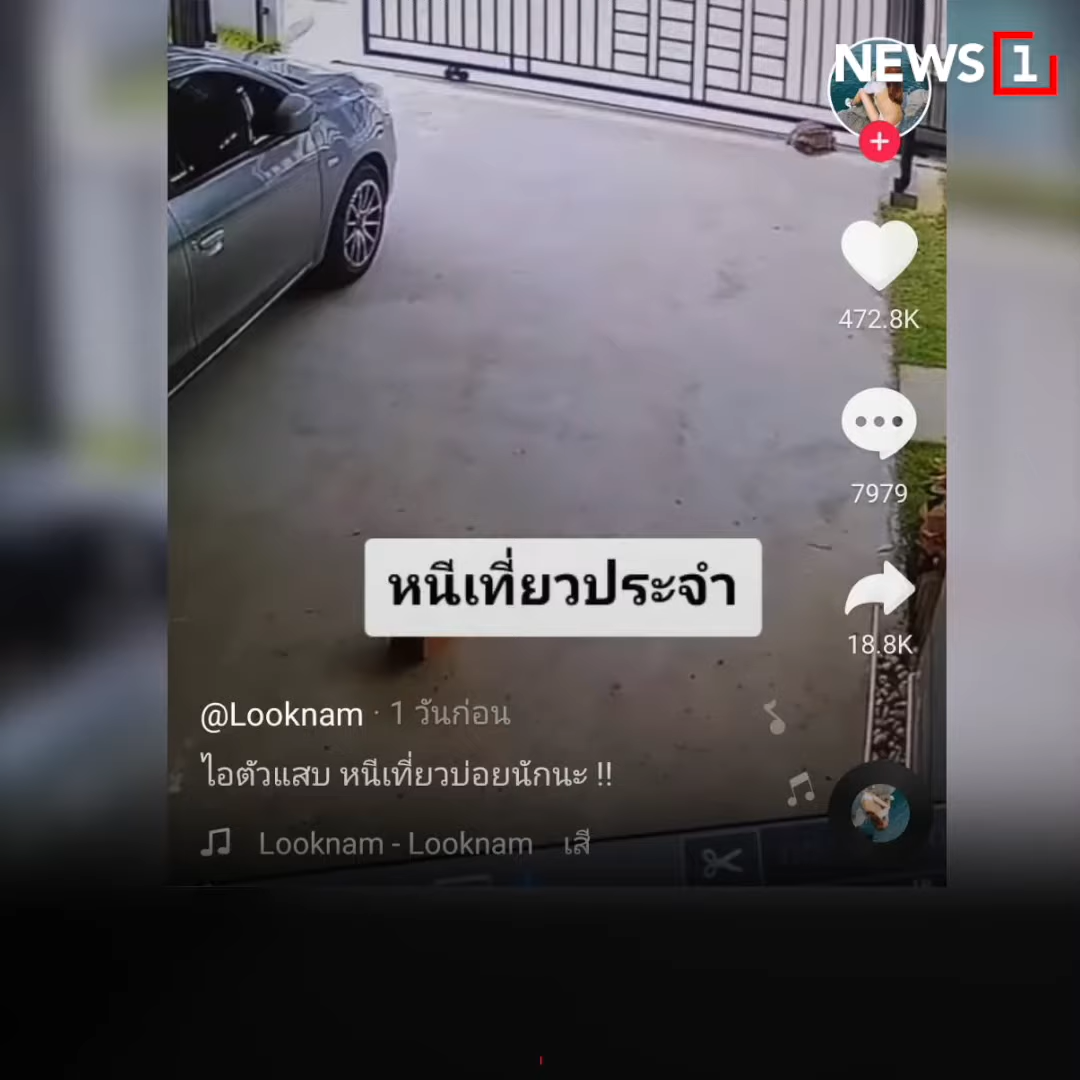 NEWS 1
472.8K
7979
หนีเที่ยวประจำ
18.8K
@Looknam · 1 วันก่อน
ไอตัวแสบ หนีเที่ยวบ่อยนักนะ !!
Looknam - Looknam